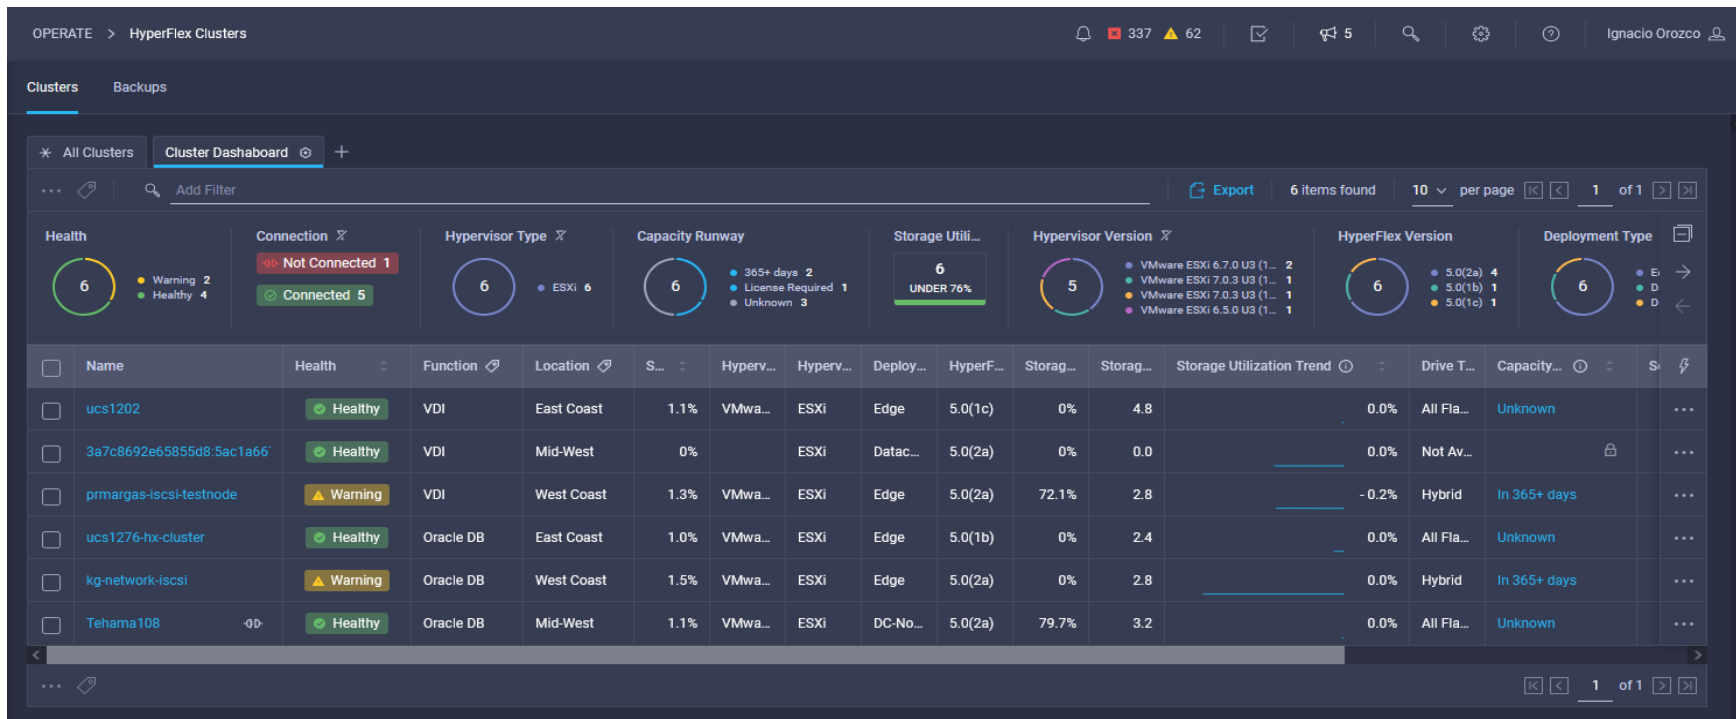 OPERATE > HyperFlex Clusters 337 62 5 Ignacio Orozco
Clusters Backups
All Clusters Cluster Dashaboard +
Add Filter Export 6 items found 10 per page 1 of 1
Health Connection Hypervisor Type Capacity Runway Storage Utili... Hypervisor Version HyperFlex Version Deployment Type
6 Warning 2
Healthy 4
Not Connected 1
Connected 5
6 ESXi 6
6 365+ days 2
License Required 1
Unknown 3
6
UNDER 76%
5 VMware ESXi 6.7.0 U3 (1... 2
VMware ESXi 7.0.3 U3 (1... 1
VMware ESXi 7.0.3 U3 (1... 1
VMware ESXi 6.5.0 U3 (1... 1
6 5.0(2a) 4
5.0(1b) 1
5.0(1c) 1
6 E
D
D
Name Health Function Location S... Hyperv... Hyperv... Deploy... HyperF... Storag... Storag... Storage Utilization Trend Drive T... Capacity... S
ucs1202 Healthy VDI East Coast 1.1% VMwa... ESXi Edge 5.0(1c) 0% 4.8 0.0% All Fla... Unknown ...
3a7c8692e65855d8:5ac1a66 Healthy VDI Mid-West 0% ESXi Datac... 5.0(2a) 0% 0.0 0.0% Not Av... ...
prmargas-iscsi-testnode Warning VDI West Coast 1.3% VMwa... ESXi Edge 5.0(2a) 72.1% 2.8 - 0.2% Hybrid In 365+ days ...
ucs1276-hx-cluster Healthy Oracle DB East Coast 1.0% VMwa... ESXi Edge 5.0(1b) 0% 2.4 0.0% All Fla... Unknown ...
kg-network-iscsi Warning Oracle DB West Coast 1.5% VMwa... ESXi Edge 5.0(2a) 0% 2.8 0.0% Hybrid In 365+ days ...
Tehama108 Healthy Oracle DB Mid-West 1.1% VMwa... ESXi DC-No... 5.0(2a) 79.7% 3.2 0.0% All Fla... Unknown ...
1 of 1